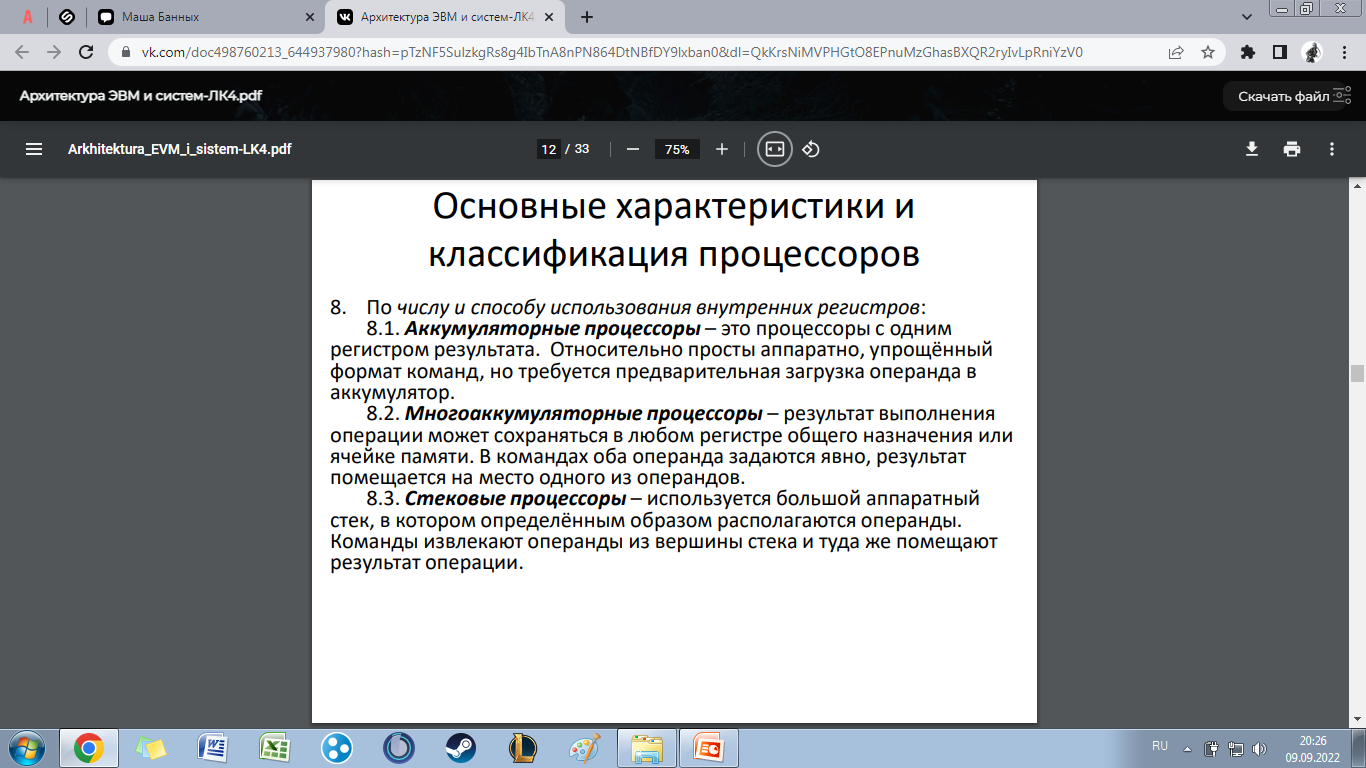 Маша Банных
Архитектура ЭВМ и систем-ЛК4
vk.com/doc498760213_644937980?hash=pTzNF5SulzkgRs8g4IbTnA8nPN864DtNBfDY9lxban0&dl=QkKrsNiMVPHGtO8EPnuMzGhasBXQR2ryIvLpRniYzV0
Архитектура ЭВМ и систем-ЛК4.pdf
Скачать файл
Arkhitektura_EVM_i_sistem-LK4.pdf
12 / 33
75%
Основные характеристики и
классификация процессоров
8. По числу и способу использования внутренних регистров:
8.1. Аккумуляторные процессоры – это процессоры с одним
регистром результата. Относительно просты аппаратно, упрощённый
формат команд, но требуется предварительная загрузка операнда в
аккумулятор.
8.2. Многоаккумуляторные процессоры – результат выполнения
операции может сохраняться в любом регистре общего назначения или
ячейке памяти. В командах оба операнда задаются явно, результат
помещается на место одного из операндов.
8.3. Стековые процессоры – используется большой аппаратный
стек, в котором определённым образом располагаются операнды.
Команды извлекают операнды из вершины стека и туда же помещают
результат операции.
RU
20:26
09.09.2022